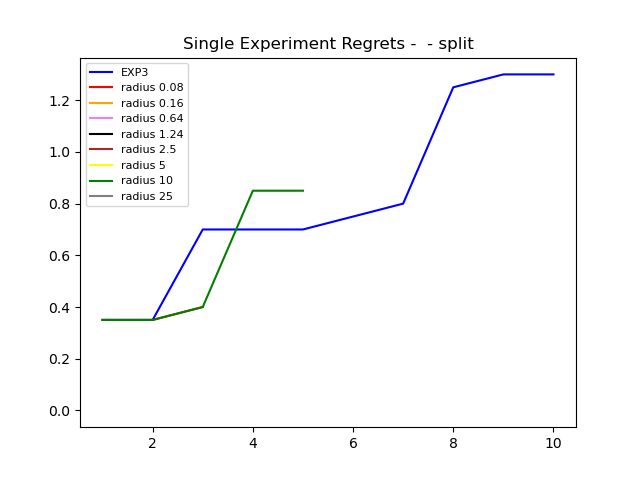 Single Experiment Regrets -  - split
EXP3
radius 0.08
radius 0.16
radius 0.64
radius 1.24
radius 2.5
radius 5
radius 10
radius 25
1.2
1.0
0.8
0.6
0.4
0.2
0.0
2 4 6 8 10